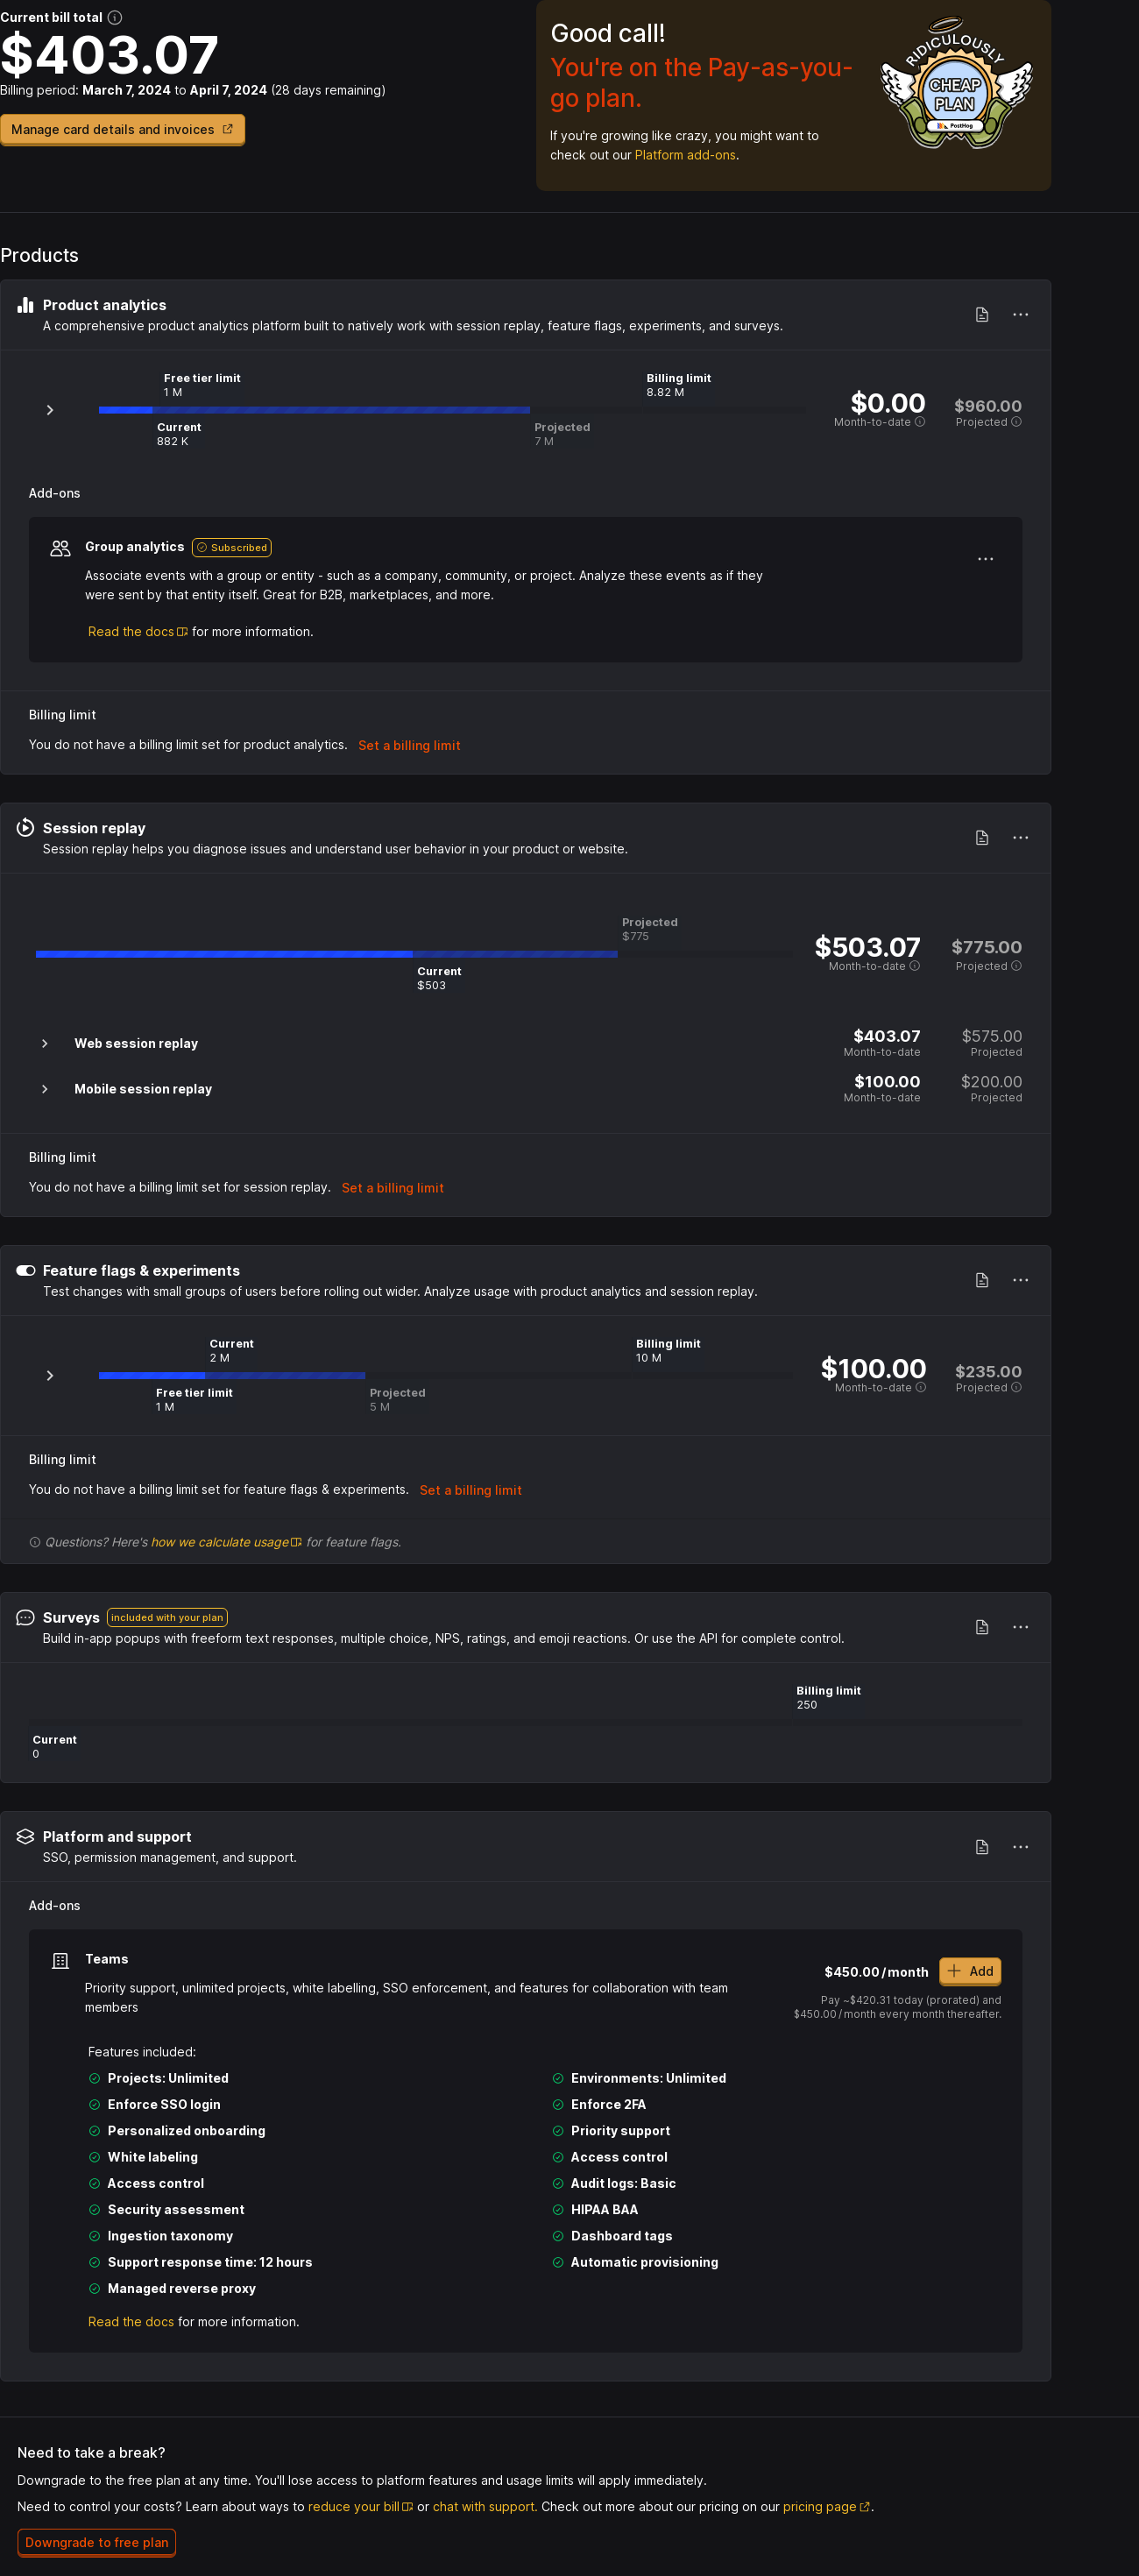 Current bill total
$403.07
Billing period: March 7, 2024 to April 7, 2024 (28 days remaining)
Manage card details and invoices
Good call!
You're on the Pay-as-you-
go plan.
If you're growing like crazy, you might want to
check out our Platform add-ons.
RIDICULOUSLY
CHEAP
PLAN
PostHog
Products
Product analytics
A comprehensive product analytics platform built to natively work with session replay, feature flags, experiments, and surveys.
Free tier limit
1 M
Billing limit
8.82 M
Current
882 K
Projected
7 M
$0.00
Month-to-date
$960.00
Projected
Add-ons
Group analytics Subscribed
Associate events with a group or entity - such as a company, community, or project. Analyze these events as if they
were sent by that entity itself. Great for B2B, marketplaces, and more.
Read the docs for more information.
Billing limit
You do not have a billing limit set for product analytics. Set a billing limit
Session replay
Session replay helps you diagnose issues and understand user behavior in your product or website.
Projected
$775
Current
$503
$503.07
Month-to-date
$775.00
Projected
Web session replay
$403.07
Month-to-date
$575.00
Projected
Mobile session replay
$100.00
Month-to-date
$200.00
Projected
Billing limit
You do not have a billing limit set for session replay. Set a billing limit
Feature flags & experiments
Test changes with small groups of users before rolling out wider. Analyze usage with product analytics and session replay.
Current
2 M
Billing limit
10 M
Free tier limit
1 M
Projected
5 M
$100.00
Month-to-date
$235.00
Projected
Billing limit
You do not have a billing limit set for feature flags & experiments. Set a billing limit
Questions? Here's how we calculate usage for feature flags.
Surveys included with your plan
Build in-app popups with freeform text responses, multiple choice, NPS, ratings, and emoji reactions. Or use the API for complete control.
Billing limit
250
Current
0
Platform and support
SSO, permission management, and support.
Add-ons
Teams
Priority support, unlimited projects, white labelling, SSO enforcement, and features for collaboration with team
members
$450.00/month Add
Pay ~$420.31 today (prorated) and
$450.00/month every month thereafter.
Features included:
Projects: Unlimited
Environments: Unlimited
Enforce SSO login
Enforce 2FA
Personalized onboarding
Priority support
White labeling
Access control
Access control
Audit logs: Basic
Security assessment
HIPAA BAA
Ingestion taxonomy
Dashboard tags
Support response time: 12 hours
Automatic provisioning
Managed reverse proxy
Read the docs for more information.
Need to take a break?
Downgrade to the free plan at any time. You'll lose access to platform features and usage limits will apply immediately.
Need to control your costs? Learn about ways to reduce your bill or chat with support. Check out more about our pricing on our pricing page.
Downgrade to free plan